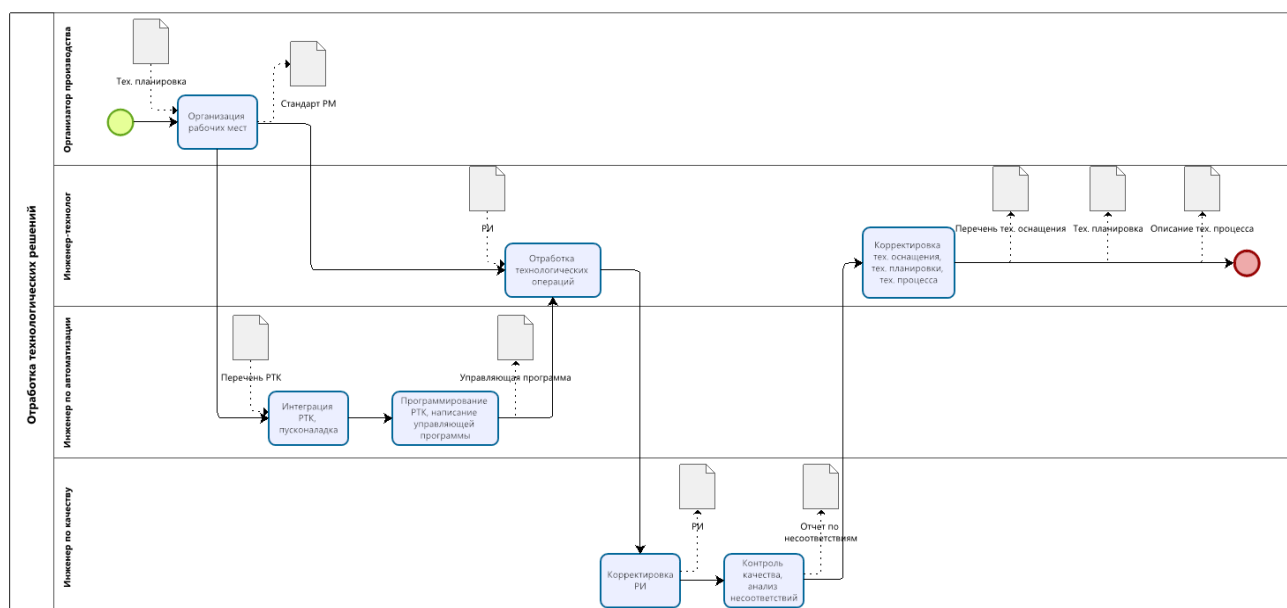 Отработка технологических решений
Организатор производства
Тех. планировка
Стандарт РМ
Организация
рабочих мест
Инженер-технолог
РИ
Отработка
технологических
операций
Корректировка
тех. оснащения,
тех. планировки,
тех. процесса
Перечень тех. оснащения
Тех. планировка
Описание тех. процесса
Инженер по автоматизации
Перечень РТК
Интеграция
РТК,
пусконаладка
Программирование
РТК, написание
управляющей
программы
Управляющая программа
Инженер по качеству
Корректировка
РИ
РИ
Контроль
качества,
анализ
несоответствий
Отчет по
несоответствиям